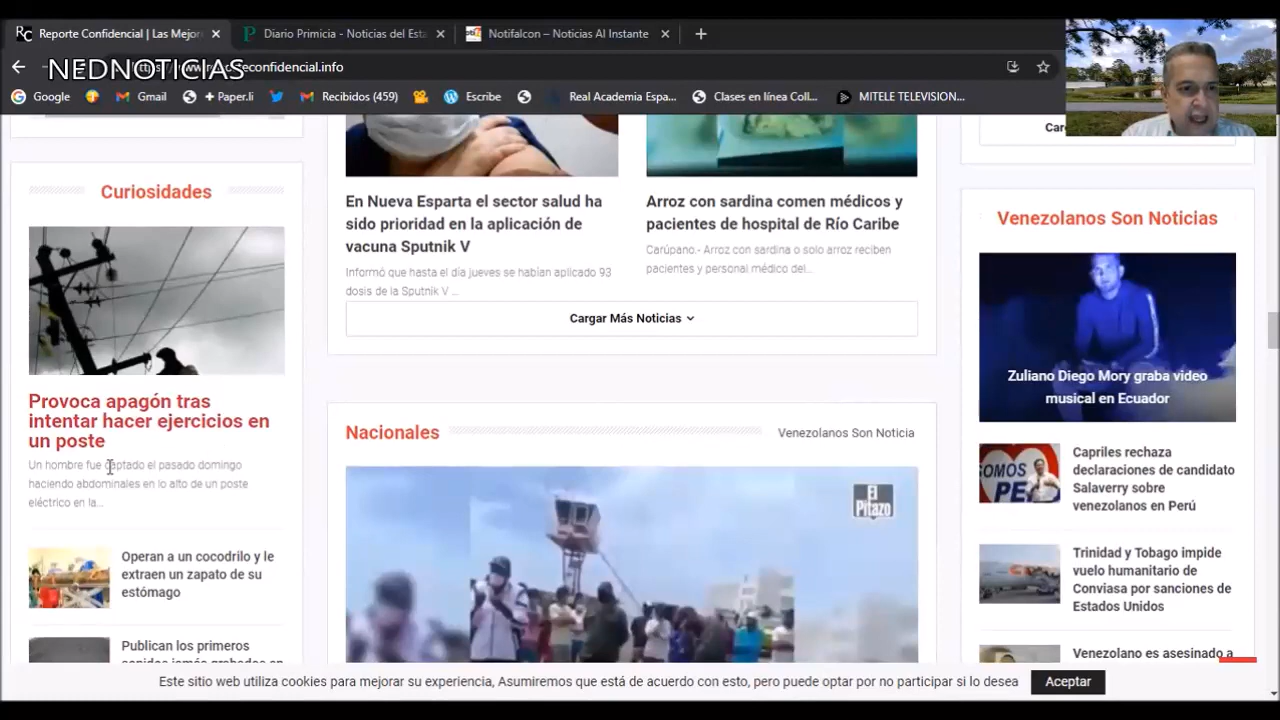 Reporte Confidencial | Las Mejor
Diario Primicia - Noticias del Esta
Notifalcon – Noticias Al Instante
NEDNOTICIAS
reporteconfidencial.info
Google
Gmail
+ Paper.li
Recibidos (459)
Escribe
Real Academia Espa...
Clases en línea Coll...
MITELE TELEVISION...
Curiosidades
Provoca apagón tras
intentar hacer ejercicios en
un poste
Un hombre fue captado el pasado domingo
haciendo abdominales en lo alto de un poste
eléctrico en la...
Operan a un cocodrilo y le
extraen un zapato de su
estómago
Publican los primeros
En Nueva Esparta el sector salud ha
sido prioridad en la aplicación de
vacuna Sputnik V
Informó que hasta el día jueves se habían aplicado 93
dosis de la Sputnik V ...
Arroz con sardina comen médicos y
pacientes de hospital de Río Caribe
Carúpano.- Arroz con sardina o solo arroz reciben
pacientes y personal médico del...
Cargar Más Noticias
Nacionales
Venezolanos Son Noticia
El
Pitazo
Venezolanos Son Noticias
Zuliano Diego Mory graba video
musical en Ecuador
SOMOS
Capriles rechaza
declaraciones de candidato
Salaverry sobre
venezolanos en Perú
Trinidad y Tobago impide
vuelo humanitario de
Conviasa por sanciones de
Estados Unidos
Venezolano es asesinado a
Este sitio web utiliza cookies para mejorar su experiencia, Asumiremos que está de acuerdo con esto, pero puede optar por no participar si lo desea
Aceptar